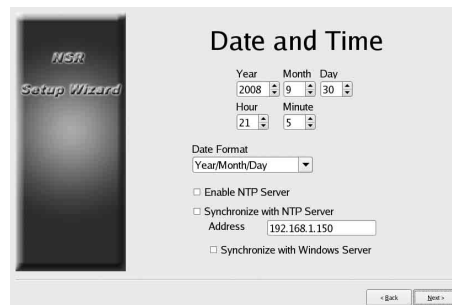 NSR
Setup Wizard
Date and Time
Year Month Day
2008 9 30
Hour Minute
21 5
Date Format
Year/Month/Day
Enable NTP Server
Synchronize with NTP Server
Address 192.168.1.150
Synchronize with Windows Server
< Back Next >